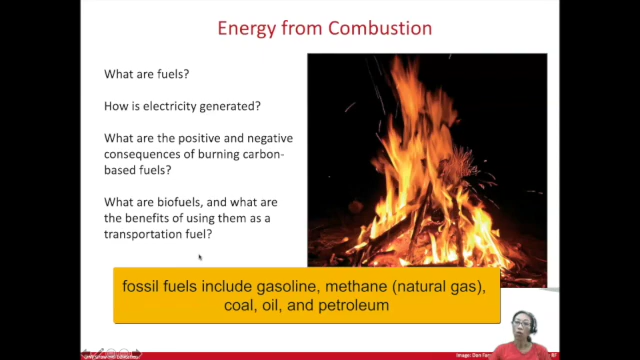 Energy from Combustion
What are fuels?
How is electricity generated?
What are the positive and negative
consequences of burning carbon-
based fuels?
What are biofuels, and what are
the benefits of using them as a
transportation fuel?
fossil fuels include gasoline, methane (natural gas),
coal, oil, and petroleum
Image: Don